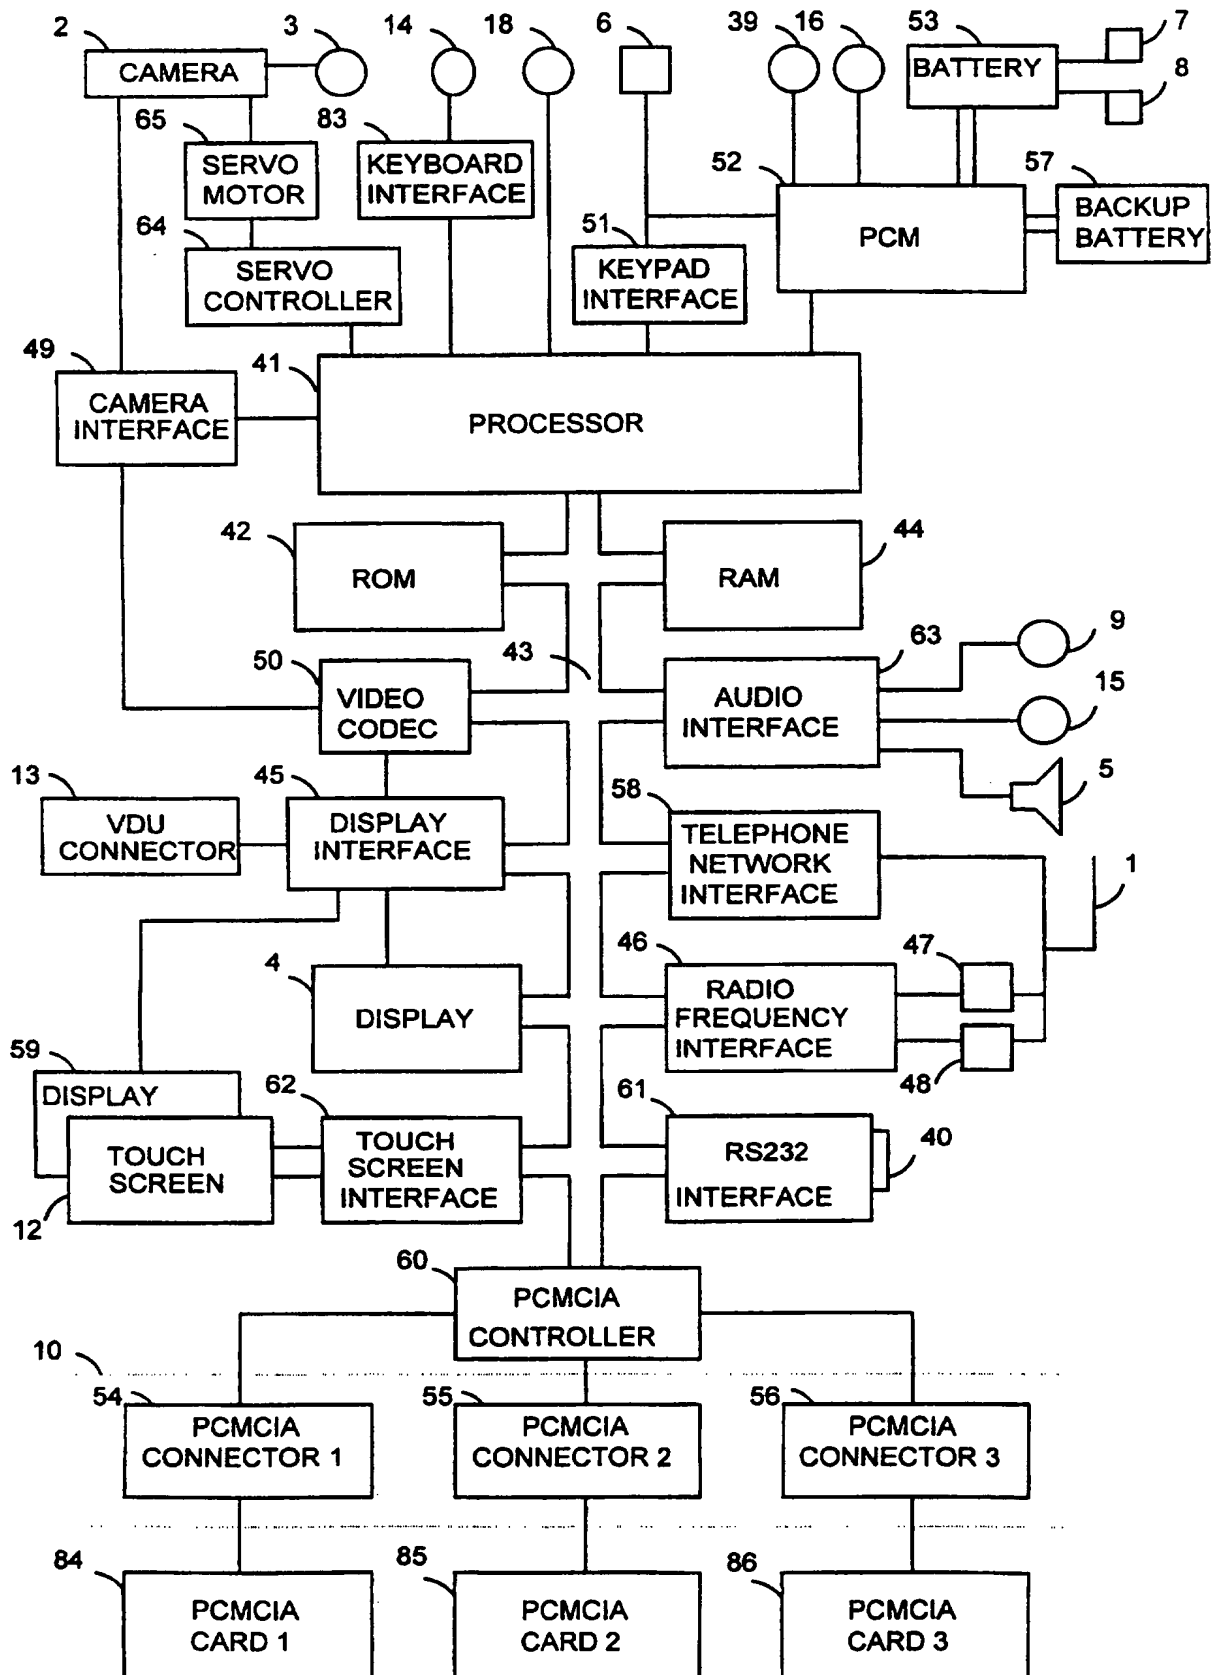 2
3
14
18
6
39
16
53
7
CAMERA
BATTERY
8
65
83
52
57
SERVO
MOTOR
KEYBOARD
INTERFACE
64
51
PCM
BACKUP
BATTERY
SERVO
CONTROLLER
KEYPAD
INTERFACE
49
41
CAMERA
INTERFACE
PROCESSOR
42
44
ROM
RAM
9
43
63
50
VIDEO
CODEC
AUDIO
INTERFACE
15
13
45
58
5
VDU
CONNECTOR
DISPLAY
INTERFACE
TELEPHONE
NETWORK
INTERFACE
1
4
46
47
DISPLAY
RADIO
FREQUENCY
INTERFACE
59
48
DISPLAY
62
61
TOUCH
SCREEN
12
TOUCH
SCREEN
INTERFACE
RS232
INTERFACE
40
60
PCMCIA
CONTROLLER
10
54
55
56
PCMCIA
CONNECTOR 1
PCMCIA
CONNECTOR 2
PCMCIA
CONNECTOR 3
84
85
86
PCMCIA
CARD 1
PCMCIA
CARD 2
PCMCIA
CARD 3